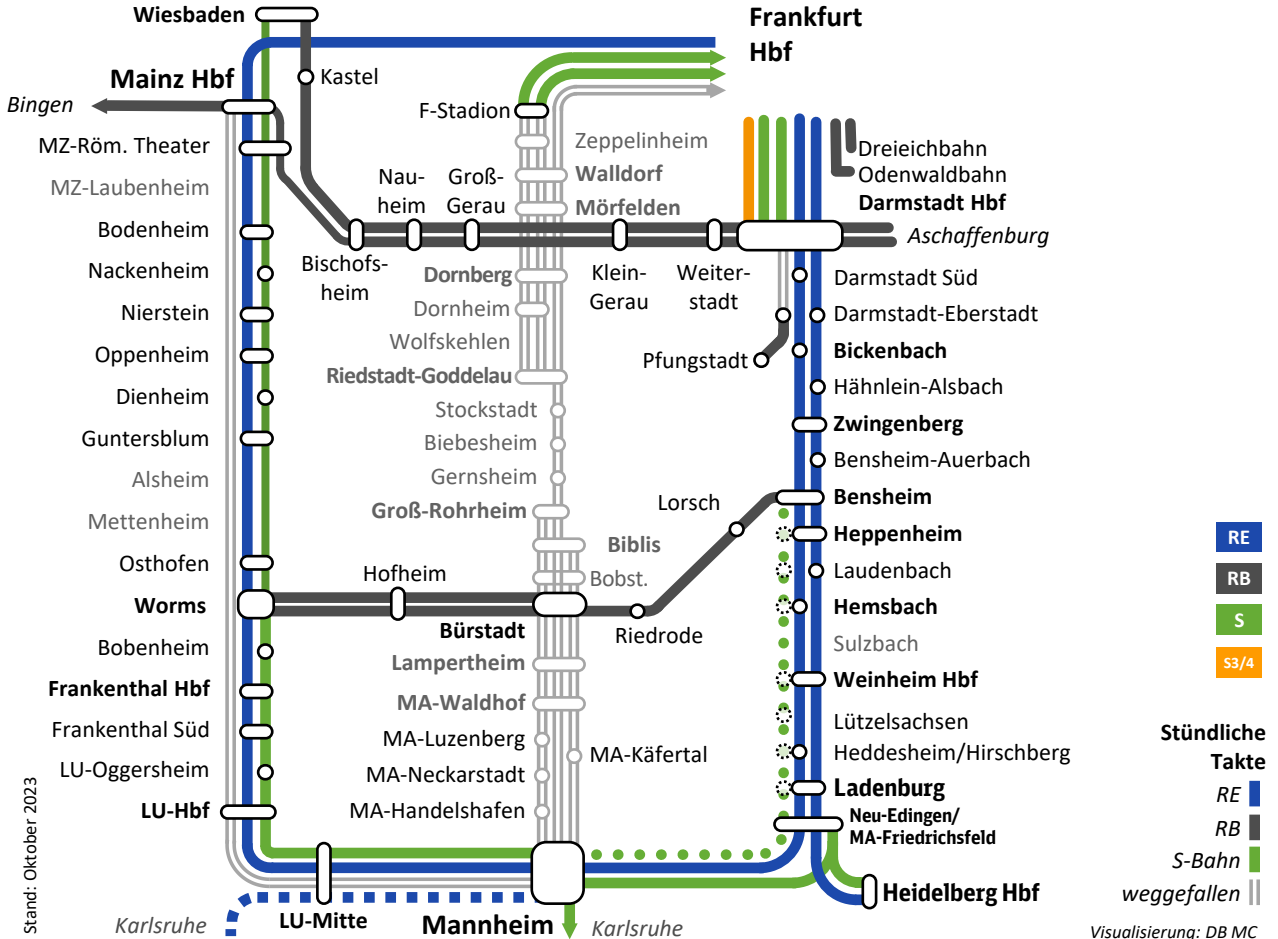 Wiesbaden
Frankfurt
Hbf
Mainz Hbf
Kastel
Bingen
F-Stadion
MZ-Röm. Theater
Zeppelinheim
Dreieichbahn
Odenwaldbahn
MZ-Laubenheim
Nau-
heim
Groß-
Gerau
Walldorf
Mörfelden
Darmstadt Hbf
Bodenheim
Aschaffenburg
Bischofs-
heim
Nackenheim
Dornberg
Klein-
Gerau
Weiter-
stadt
Darmstadt Süd
Nierstein
Dornheim
Darmstadt-Eberstadt
Wolfskehlen
Oppenheim
Pfungstadt
Bickenbach
Riedstadt-Goddelau
Dienheim
Hähnlein-Alsbach
Stockstadt
Zwingenberg
Guntersblum
Biebesheim
Bensheim-Auerbach
Alsheim
Gernsheim
Lorsch
Bensheim
Mettenheim
Groß-Rohrheim
Heppenheim
RE
Biblis
Osthofen
Hofheim
Bobst.
Laudenbach
RB
Worms
Hemsbach
Bürstadt
Riedrode
S
Bobenheim
Sulzbach
Lampertheim
S3/4
Frankenthal Hbf
Weinheim Hbf
MA-Waldhof
Frankenthal Süd
Lützelsachsen
MA-Luzenberg
MA-Käfertal
Heddesheim/Hirschberg
LU-Oggersheim
MA-Neckarstadt
Ladenburg
LU-Hbf
MA-Handelshafen
Neu-Edingen/
MA-Friedrichsfeld
Stündliche
Takte
RE
RB
S-Bahn
weggefallen
Heidelberg Hbf
Karlsruhe
LU-Mitte
Mannheim
Karlsruhe
Visualisierung: DB MC
Stand: Oktober 2023